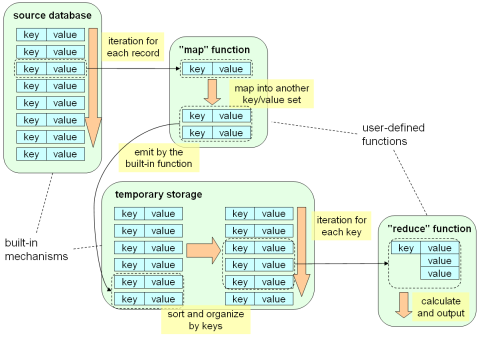 source database
key value
key value
key value
key value
key value
key value
key value
key value
iteration for
each record
"map" function
key value
map into another
key/value set
key value
key value
emit by the
built-in function
user-defined
functions
built-in
mechanisms
temporary storage
key value
key value
key value
key value
key value
key value
key value
key value
key value
key value
key value
key value
sort and organize
by keys
iteration for
each key
"reduce" function
key value
value
value
calculate
and output